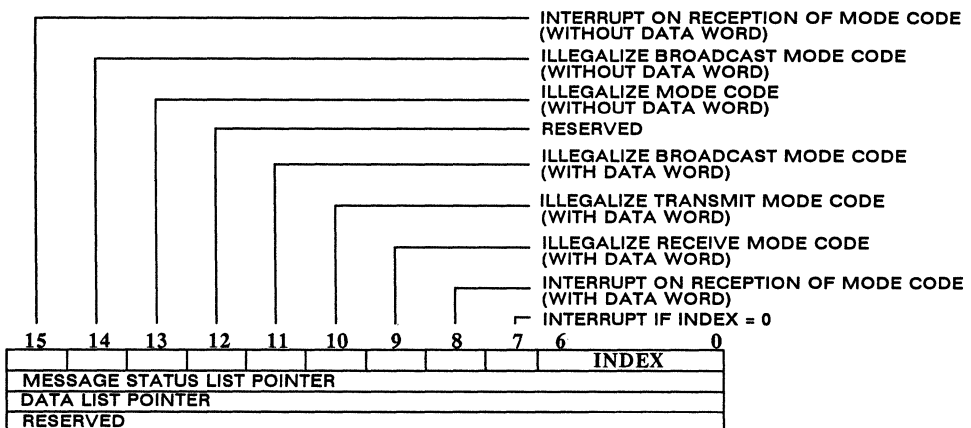 INTERRUPT ON RECEPTION OF MODE CODE
(WITHOUT DATA WORD)
ILLEGALIZE BROADCAST MODE CODE
(WITHOUT DATA WORD)
ILLEGALIZE MODE CODE
(WITHOUT DATA WORD)
RESERVED
ILLEGALIZE BROADCAST MODE CODE
(WITH DATA WORD)
ILLEGALIZE TRANSMIT MODE CODE
(WITH DATA WORD)
ILLEGALIZE RECEIVE MODE CODE
(WITH DATA WORD)
INTERRUPT ON RECEPTION OF MODE CODE
(WITH DATA WORD)
INTERRUPT IF INDEX = 0
15 14 13 12 11 10 9 8 7 6 0
INDEX
MESSAGE STATUS LIST POINTER
DATA LIST POINTER
RESERVED